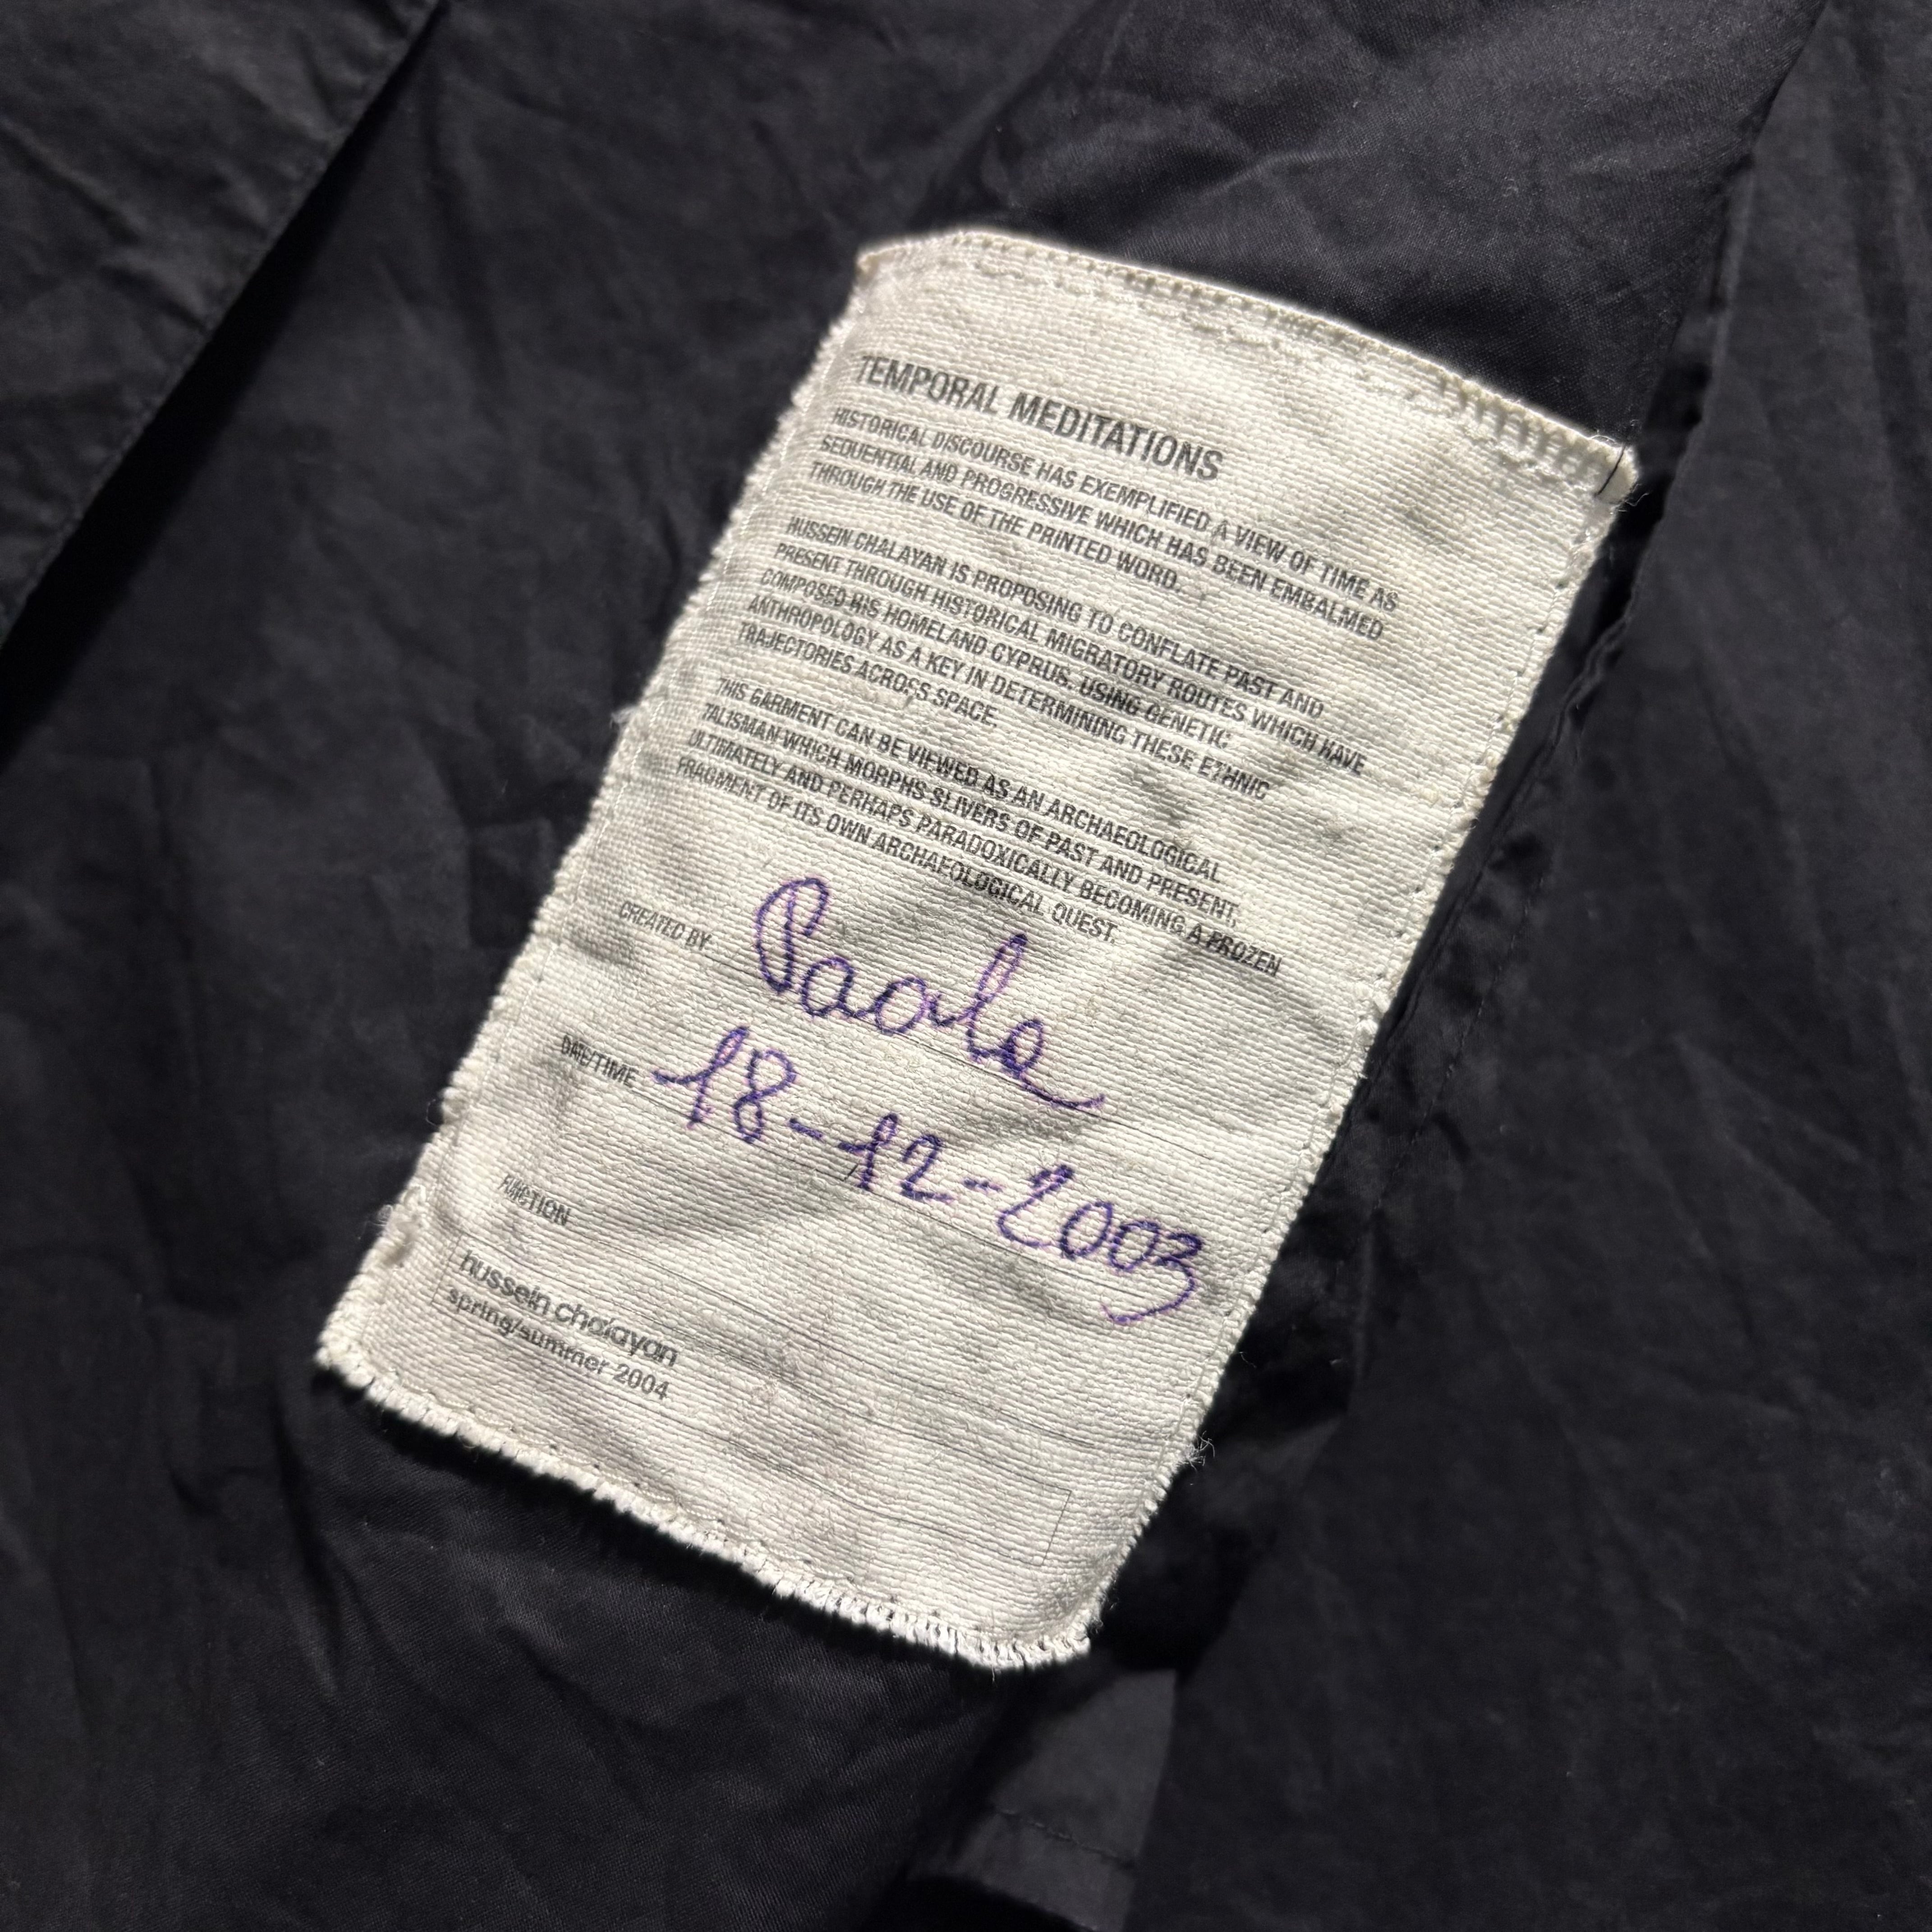 TEMPORAL MEDITATIONS
HISTORICAL DISCOURSE HAS EXEMPLIFIED A VIEW OF TIME AS
SEQUENTIAL AND PROGRESSIVE WHICH HAS BEEN EMBALMED
THROUGH THE USE OF THE PRINTED WORD.
HUSSEIN CHALAYAN IS PROPOSING TO CONFLATE PAST AND
PRESENT THROUGH HISTORICAL MIGRATORY ROUTES WHICH HAVE
COMPOSED HIS HOMELAND CYPRUS, USING GENETIC
ANTHROPOLOGY AS A KEY IN DETERMINING THESE ETHNIC
TRAJECTORIES ACROSS SPACE.
THIS GARMENT CAN BE VIEWED AS AN ARCHAEOLOGICAL
TALISMAN WHICH MORPHS SLIVERS OF PAST AND PRESENT,
ULTIMATELY AND PERHAPS PARADOXICALLY BECOMING A FROZEN
FRAGMENT OF ITS OWN ARCHAEOLOGICAL QUEST.
CREATED BY Paola
DATE/TIME - 18-12-2003
FUNCTION
hussein chalayan
spring/summer 2004